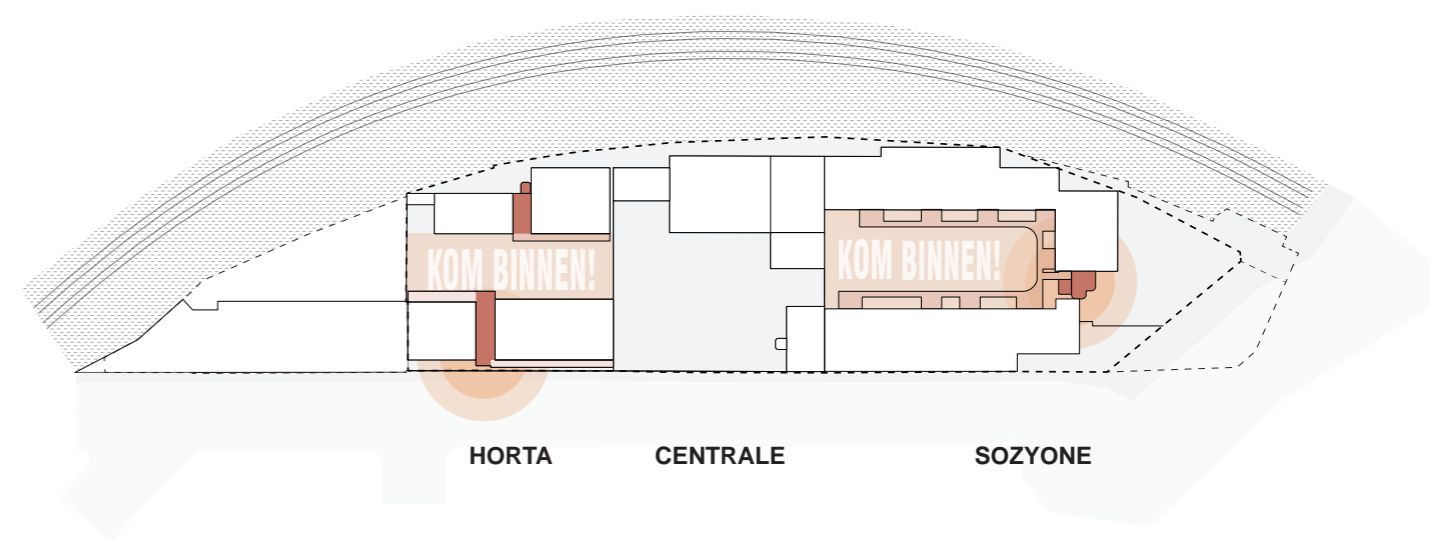 KOM BINNEN!
KOM BINNEN!
HORTA
CENTRALE
SOZYONE